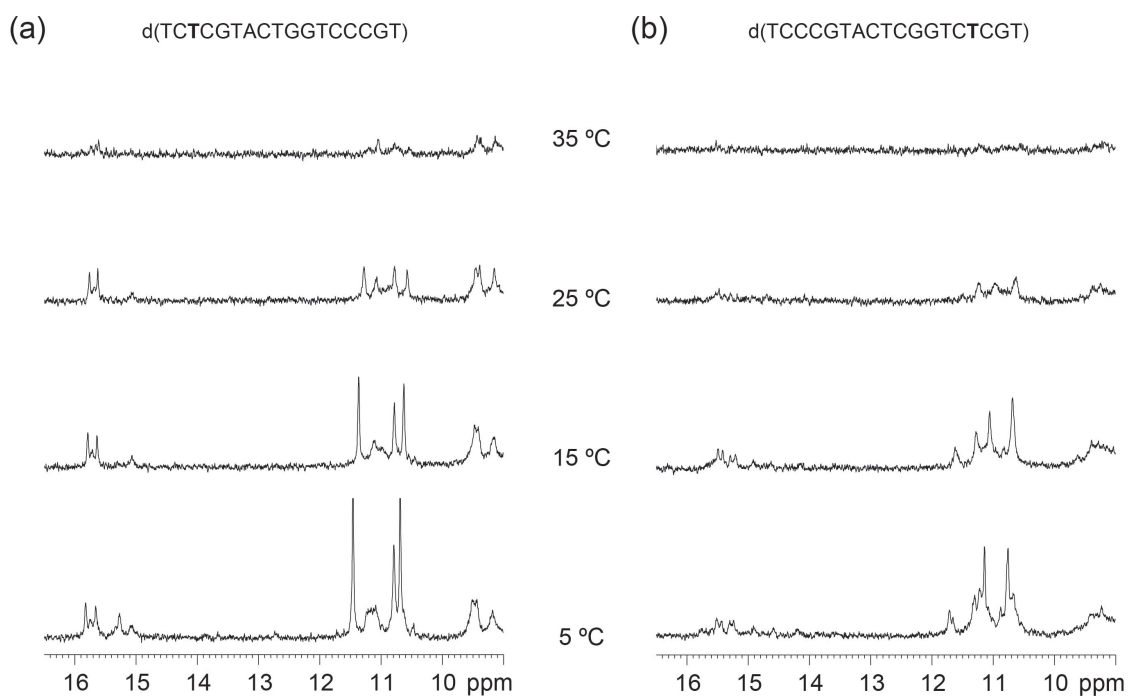 (a) d(TCTCGTACTGGTCCCGT) (b) d(TCCCGTACTCGGTCTCGT)
35 ºC
25 ºC
15 ºC
5 ºC
16 15 14 13 12 11 10 ppm 16 15 14 13 12 11 10 ppm